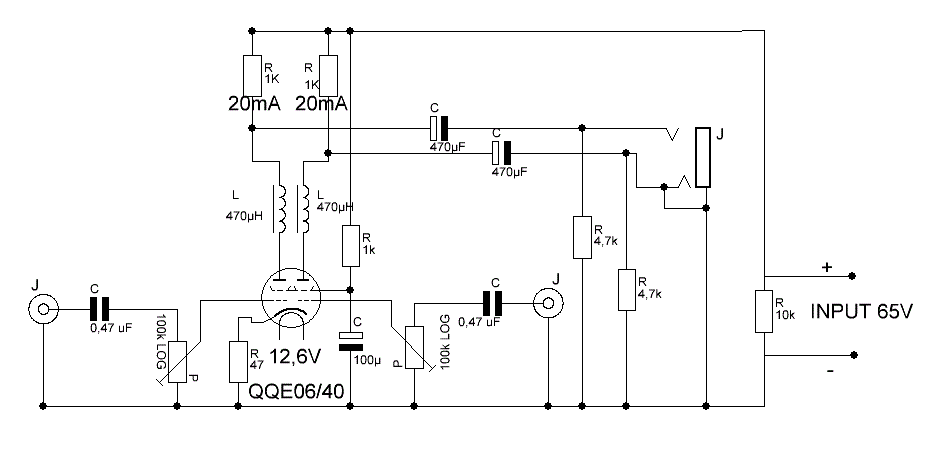 R
1K
20mA
R
1K
20mA
C
470µF
C
470µF
J
L
470µH
L
470µH
R
1k
R
4,7k
R
4,7k
J
C
0,47 uF
100k LOG
P
R
47
12,6V
QQE06/40
C
100µ
P
100k LOG
C
0,47 uF
J
+
INPUT 65V
R
10k
-